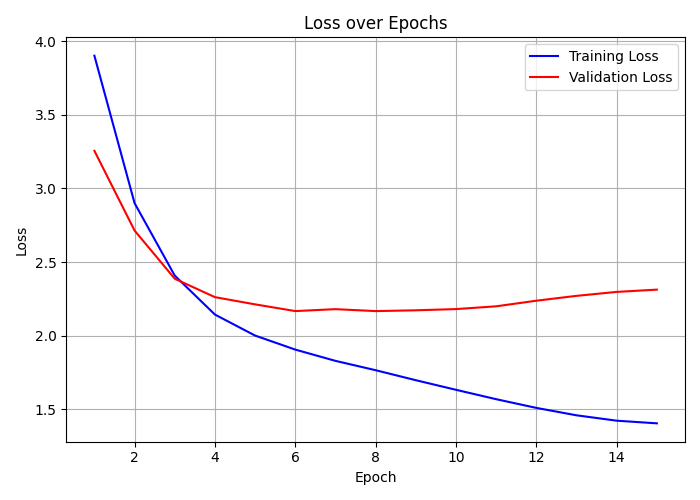 Loss over Epochs
Training Loss
Validation Loss
4.0
3.5
3.0
2.5
2.0
1.5
Loss
2 4 6 8 10 12 14
Epoch